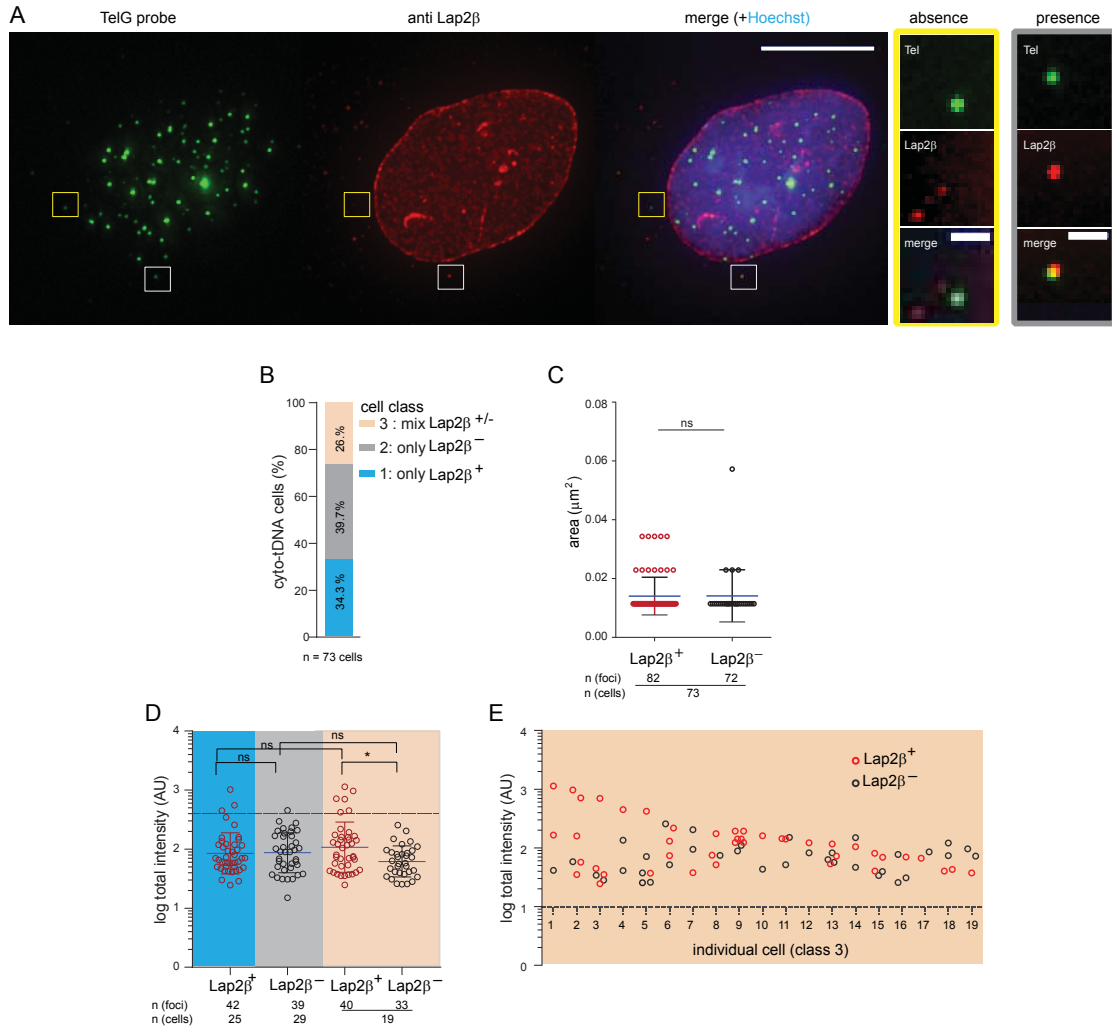 A
TelG probe
anti Lap2β
merge (+Hoechst)
absence
presence
Tel
Lap2β
merge
Tel
Lap2β
merge
B
cyto-tDNA cells (%)
100
80
60
40
20
0
26.%
39.7%
34.3 %
cell class
3 : mix Lap2β +/-
2: only Lap2β −
1: only Lap2β +
n = 73 cells
C
area (μm²)
0.08
0.06
0.04
0.02
0.00
ns
Lap2β+ Lap2β−
n (foci) 82 72
n (cells) 73
D
log total intensity (AU)
4
3
2
1
0
ns
ns
ns
*
Lap2β+ Lap2β− Lap2β+ Lap2β−
n (foci) 42 39 40 33
n (cells) 25 29 19
E
log total intensity (AU)
4
3
2
1
0
Lap2β+
Lap2β−
1 2 3 4 5 6 7 8 9 10 11 12 13 14 15 16 17 18 19
individual cell (class 3)